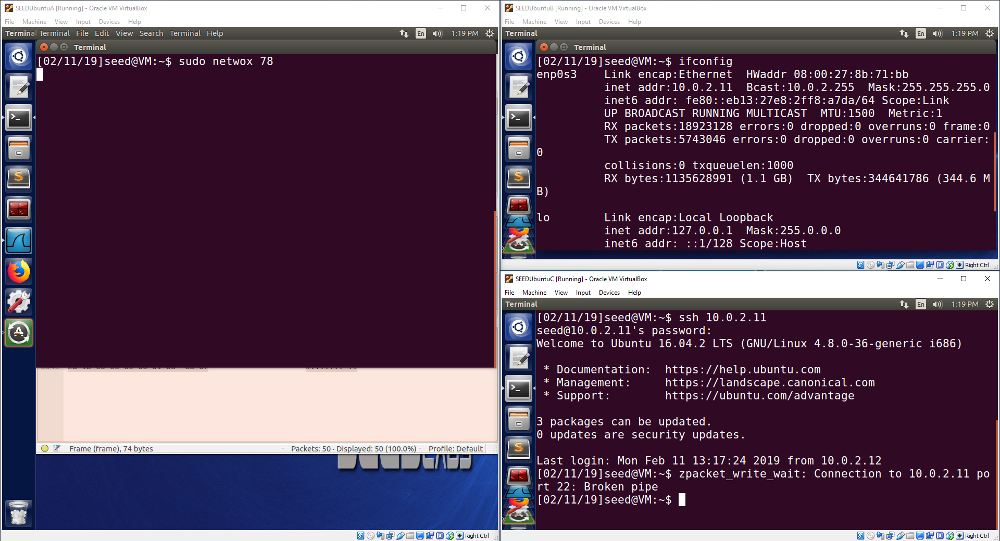 SEEDUbuntuA [Running] - Oracle VM VirtualBox
File Machine View Input Devices Help
Terminal Terminal File Edit View Search Terminal Help En 1:19 PM
Terminal
[02/11/19]seed@VM:~$ sudo netwox 78
Frame (frame), 74 bytes Packets: 50 · Displayed: 50 (100.0%) Profile: Default
Right Ctrl
SEEDUbuntuB [Running] - Oracle VM VirtualBox
File Machine View Input Devices Help
Terminal En 1:19 PM
Terminal
[02/11/19]seed@VM:~$ ifconfig
enp0s3 Link encap:Ethernet HWaddr 08:00:27:8b:71:bb
inet addr:10.0.2.11 Bcast:10.0.2.255 Mask:255.255.255.0
inet6 addr: fe80::eb13:27e8:2ff8:a7da/64 Scope:Link
UP BROADCAST RUNNING MULTICAST MTU:1500 Metric:1
RX packets:18923128 errors:0 dropped:0 overruns:0 frame:0
TX packets:5743046 errors:0 dropped:0 overruns:0 carrier:
0
collisions:0 txqueuelen:1000
RX bytes:1135628991 (1.1 GB) TX bytes:344641786 (344.6 M
B)
lo Link encap:Local Loopback
inet addr:127.0.0.1 Mask:255.0.0.0
inet6 addr: ::1/128 Scope:Host
Right Ctrl
SEEDUbuntuC [Running] - Oracle VM VirtualBox
File Machine View Input Devices Help
Terminal En 1:19 PM
[02/11/19]seed@VM:~$ ssh 10.0.2.11
seed@10.0.2.11's password:
Welcome to Ubuntu 16.04.2 LTS (GNU/Linux 4.8.0-36-generic i686)
* Documentation: https://help.ubuntu.com
* Management: https://landscape.canonical.com
* Support: https://ubuntu.com/advantage
3 packages can be updated.
0 updates are security updates.
Last login: Mon Feb 11 13:17:24 2019 from 10.0.2.12
[02/11/19]seed@VM:~$ zpacket_write_wait: Connection to 10.0.2.11 po
rt 22: Broken pipe
[02/11/19]seed@VM:~$
Right Ctrl